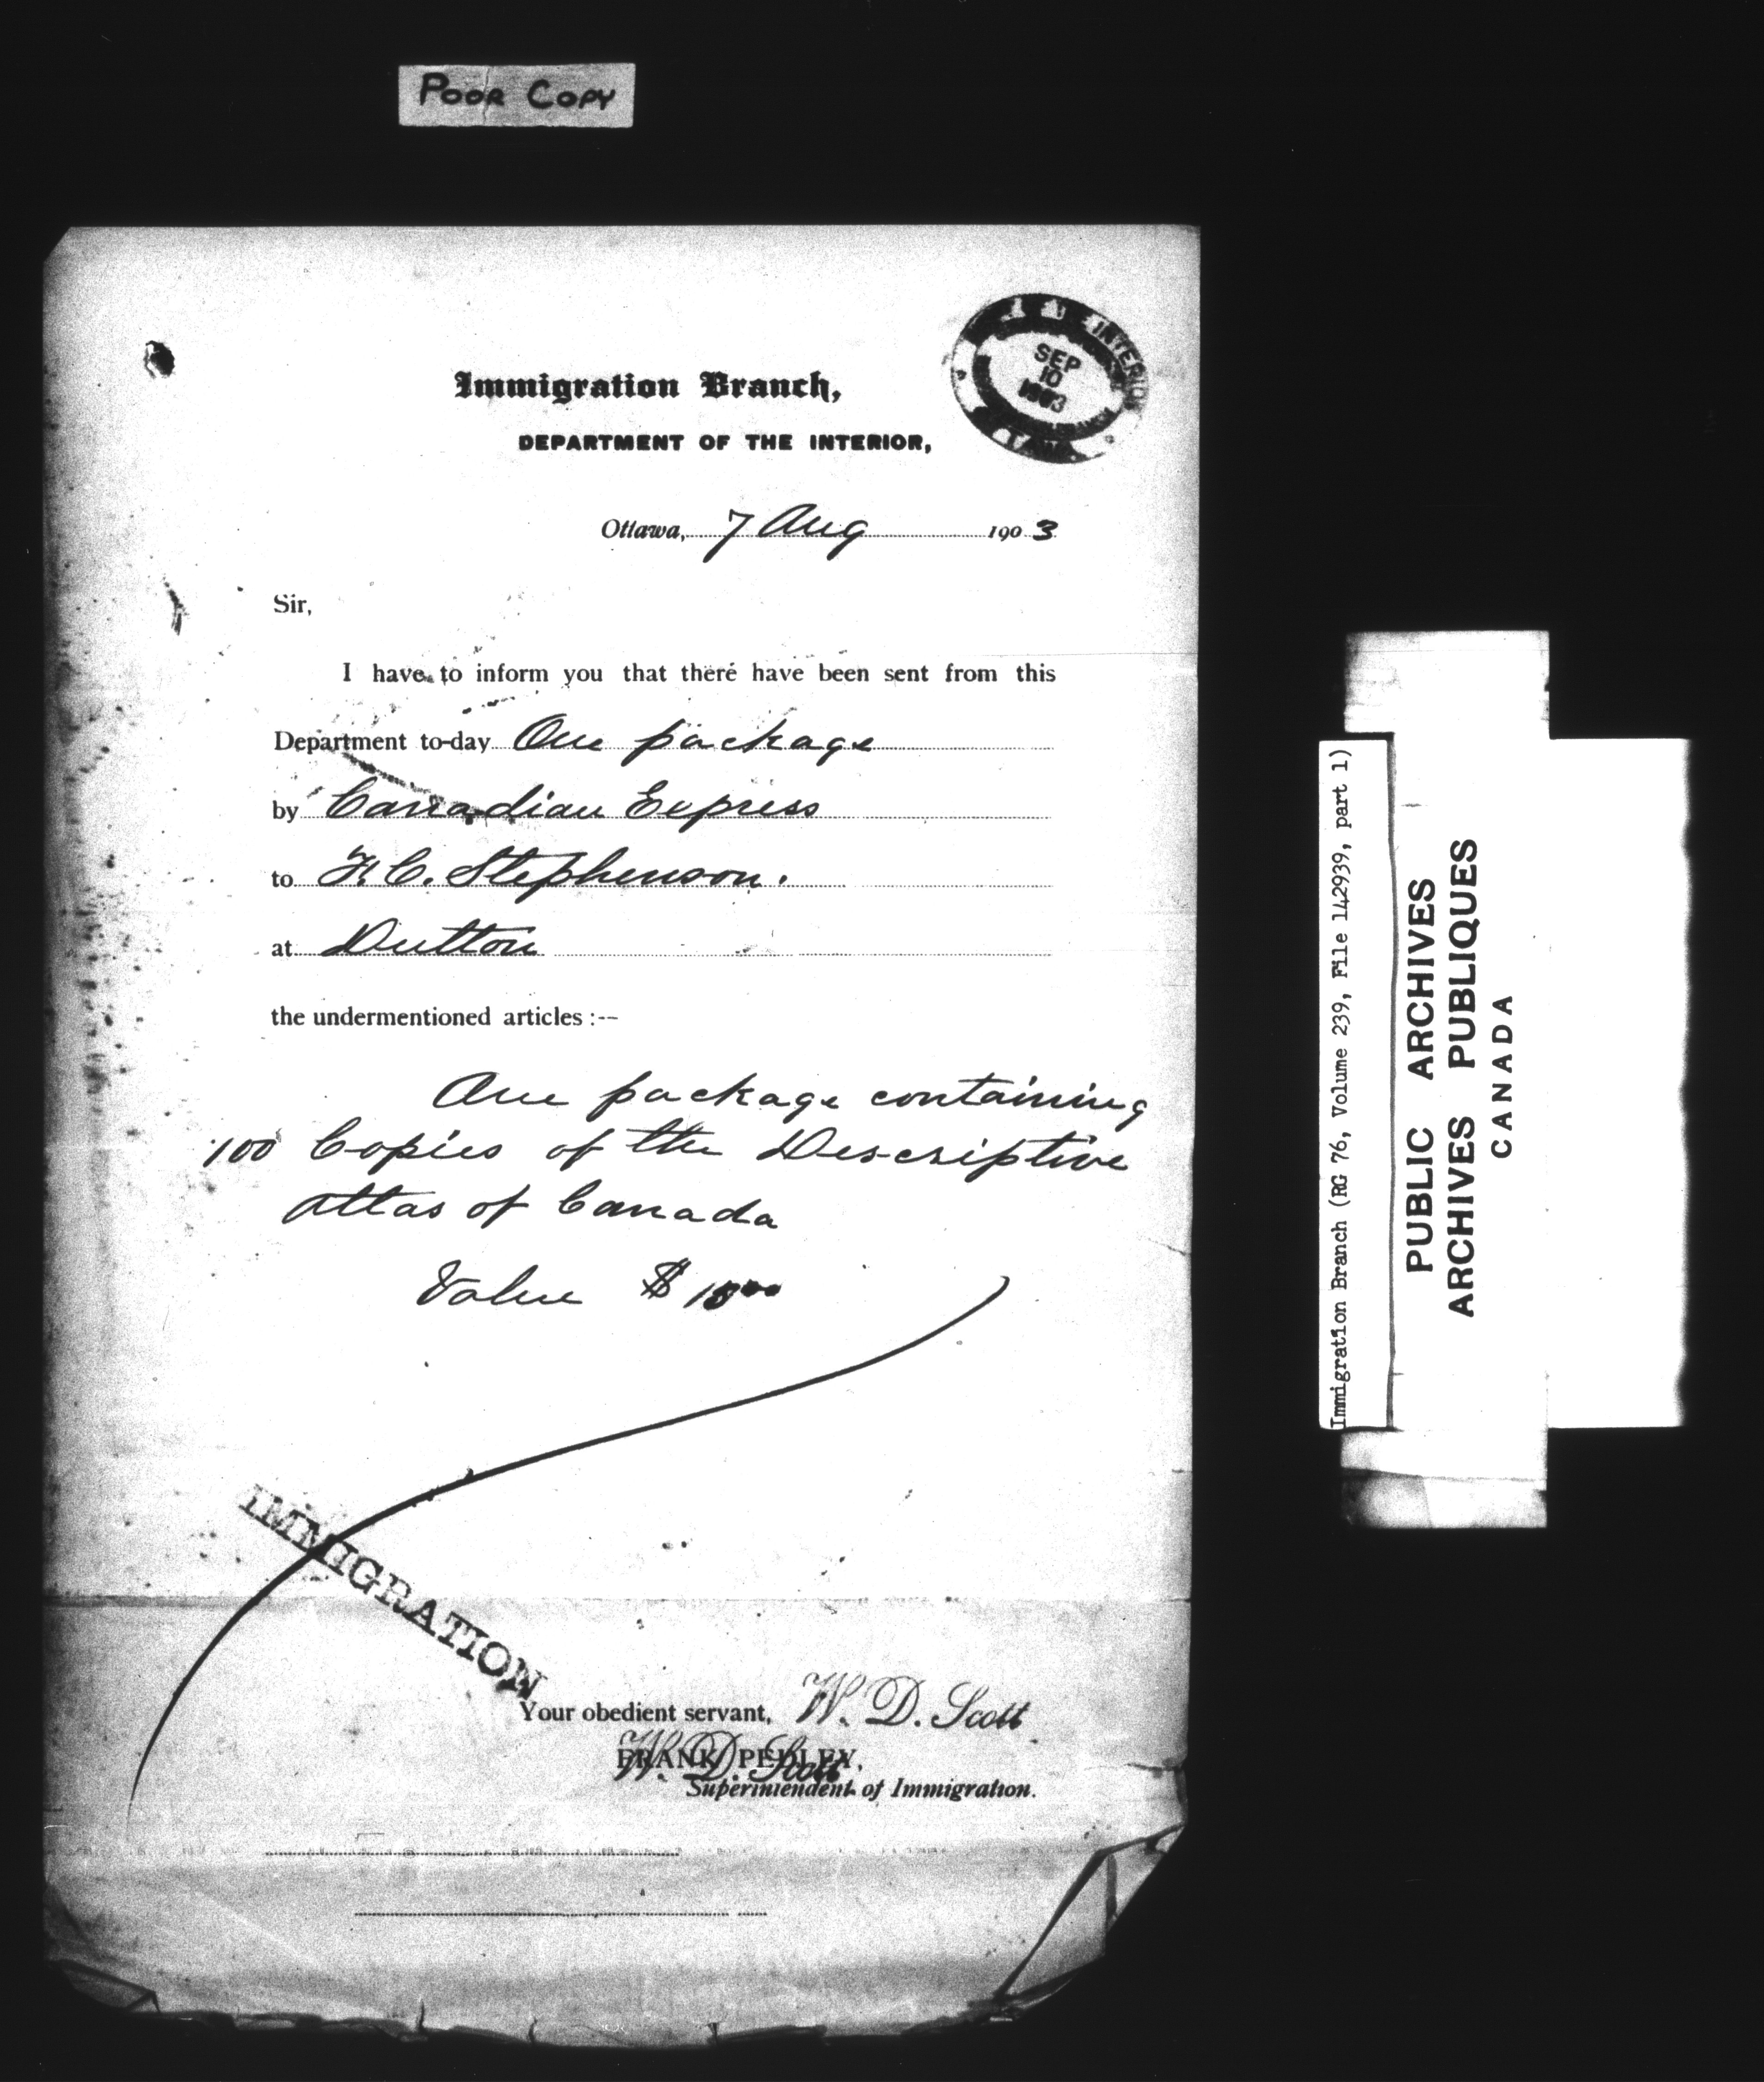 POOR COPY
Immigration Branch,
DEPARTMENT OF THE INTERIOR,
INTERIOR
SEP
10
1903
Ottawa, 7 Aug 1903
Sir,
I have to inform you that there have been sent from this
Department to-day One package
by Canadian Express
to F.C. Stephenson.
at Dutton
the undermentioned articles :--
One package containing
100 Copies of the Descriptive
atlas of Canada
Value $
IMMIGRATION
Your obedient servant, W. D. Scott
W. D. Scott
FRANK PEDLEY,
Superintendent of Immigration.
Immigration Branch (RG 76, Volume 239, File 142939, part 1)
PUBLIC ARCHIVES
ARCHIVES PUBLIQUES
CANADA